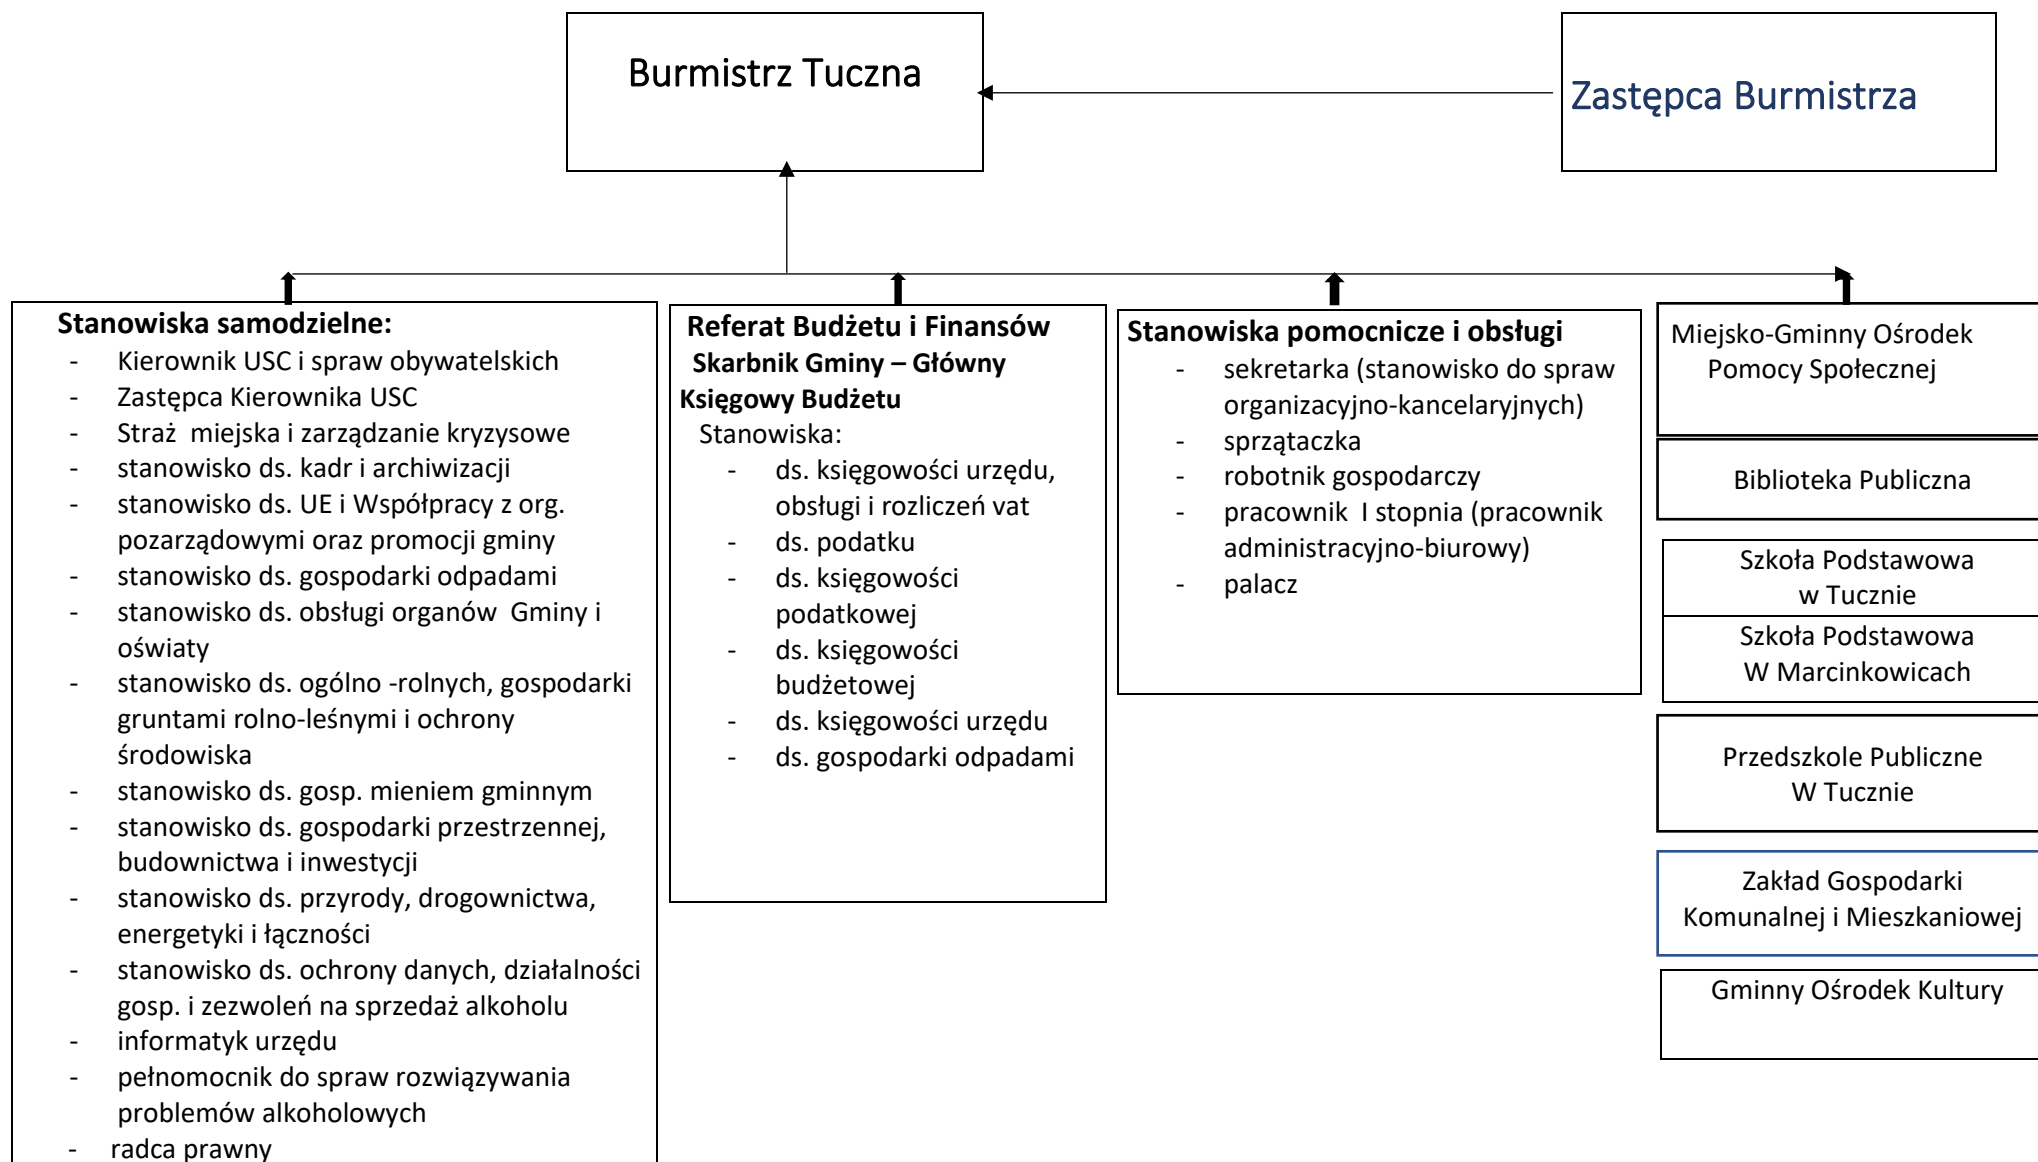 Burmistrz Tuczna
Zastępca Burmistrza
Stanowiska samodzielne:
- Kierownik USC i spraw obywatelskich
- Zastępca Kierownika USC
- Straż  miejska i zarządzanie kryzysowe
- stanowisko ds. kadr i archiwizacji
- stanowisko ds. UE i Współpracy z org.
pozarządowymi oraz promocji gminy
- stanowisko ds. gospodarki odpadami
- stanowisko ds. obsługi organów  Gminy i
oświaty
- stanowisko ds. ogólno -rolnych, gospodarki
gruntami rolno-leśnymi i ochrony
środowiska
- stanowisko ds. gosp. mieniem gminnym
- stanowisko ds. gospodarki przestrzennej,
budownictwa i inwestycji
- stanowisko ds. przyrody, drogownictwa,
energetyki i łączności
- stanowisko ds. ochrony danych, działalności
gosp. i zezwoleń na sprzedaż alkoholu
- informatyk urzędu
- pełnomocnik do spraw rozwiązywania
problemów alkoholowych
- radca prawny
Referat Budżetu i Finansów
Skarbnik Gminy – Główny
Księgowy Budżetu
Stanowiska:
- ds. księgowości urzędu,
obsługi i rozliczeń vat
- ds. podatku
- ds. księgowości
podatkowej
- ds. księgowości
budżetowej
- ds. księgowości urzędu
- ds. gospodarki odpadami
Stanowiska pomocnicze i obsługi
- sekretarka (stanowisko do spraw
organizacyjno-kancelaryjnych)
- sprzątaczka
- robotnik gospodarczy
- pracownik  I stopnia (pracownik
administracyjno-biurowy)
- palacz
Miejsko-Gminny Ośrodek
Pomocy Społecznej
Biblioteka Publiczna
Szkoła Podstawowa
w Tucznie
Szkoła Podstawowa
W Marcinkowicach
Przedszkole Publiczne
W Tucznie
Zakład Gospodarki
Komunalnej i Mieszkaniowej
Gminny Ośrodek Kultury